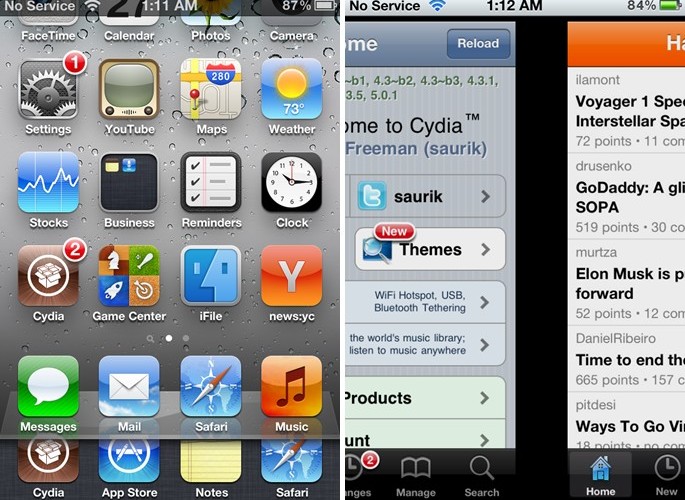 No Service 1:11 AM 87%
FaceTime Calendar Photos Camera
1
280
73°
Settings YouTube Maps Weather
Stocks Business Reminders Clock
2
Y
Cydia Game Center iFile news:yc
Messages Mail Safari Music
Cydia App Store Notes Safari
No Service 1:12 AM 84%
ome Reload
~b1, 4.3~b2, 4.3~b3, 4.3.1,
3.5, 5.0.1
ome to Cydia™
Freeman (saurik)
saurik
New
Themes
WiFi Hotspot, USB,
Bluetooth Tethering
the world's music library;
listen to music anywhere
Products
unt
2
nges Manage Search
Ha
ilamont
Voyager 1 Spe
Interstellar Spa
72 points • 11 com
drusenko
GoDaddy: A gli
SOPA
519 points • 30 co
murtza
Elon Musk is p
forward
52 points • 12 com
DanielRibeiro
Time to end the
665 points • 157 c
pitdesi
Ways To Go Vir
18 points • no com
Home New